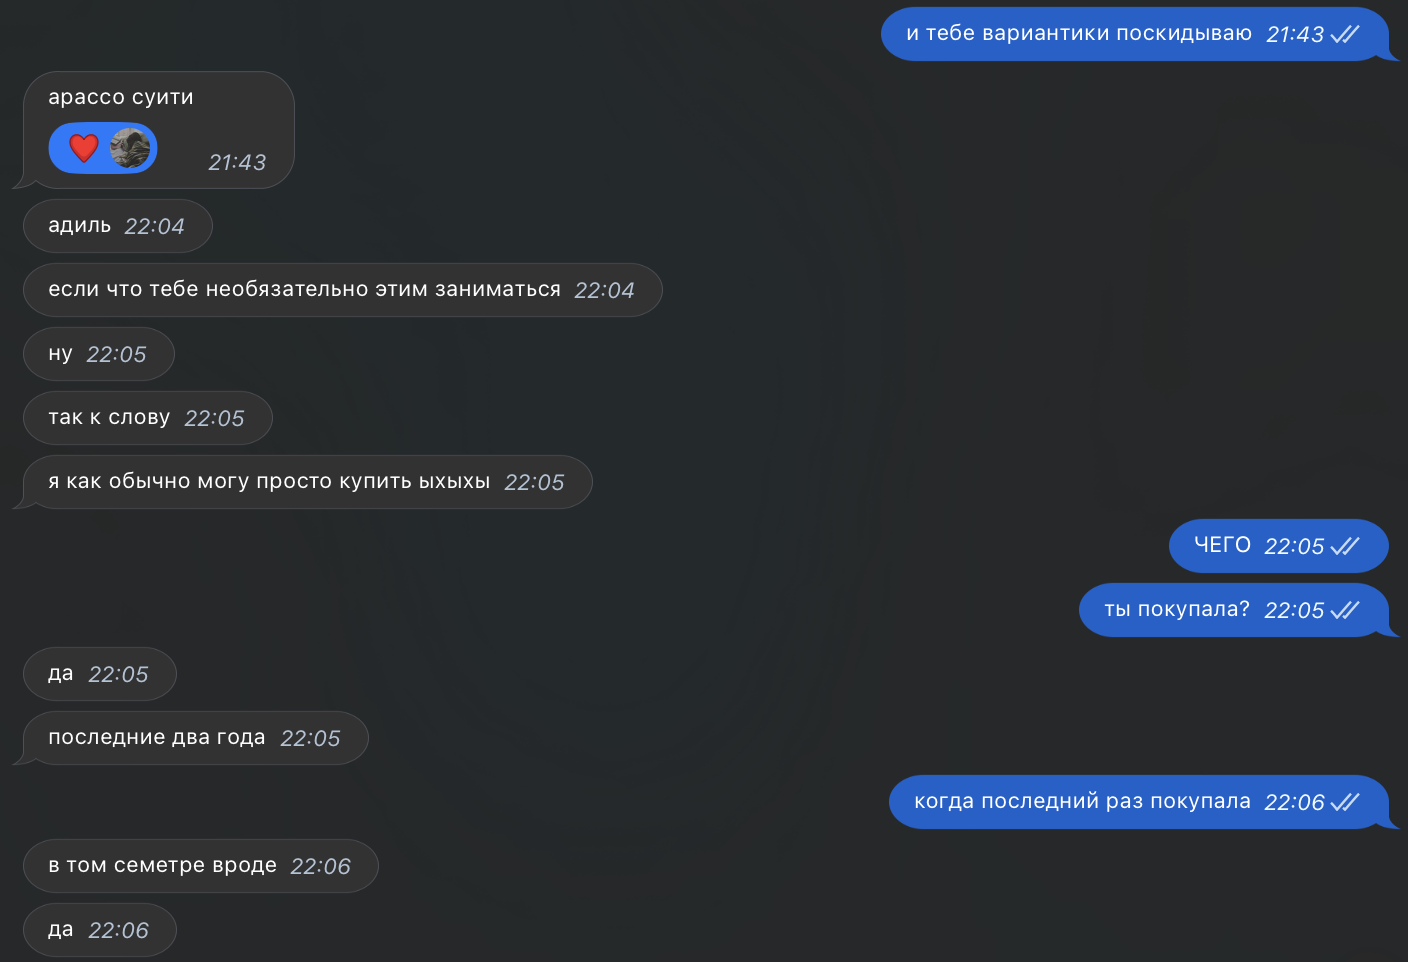 и тебе вариантики поскидываю 21:43
арассо суити
21:43
адиль 22:04
если что тебе необязательно этим заниматься 22:04
ну 22:05
так к слову 22:05
я как обычно могу просто купить ыхыхы 22:05
ЧЕГО 22:05
ты покупала? 22:05
да 22:05
последние два года 22:05
когда последний раз покупала 22:06
в том семетре вроде 22:06
да 22:06